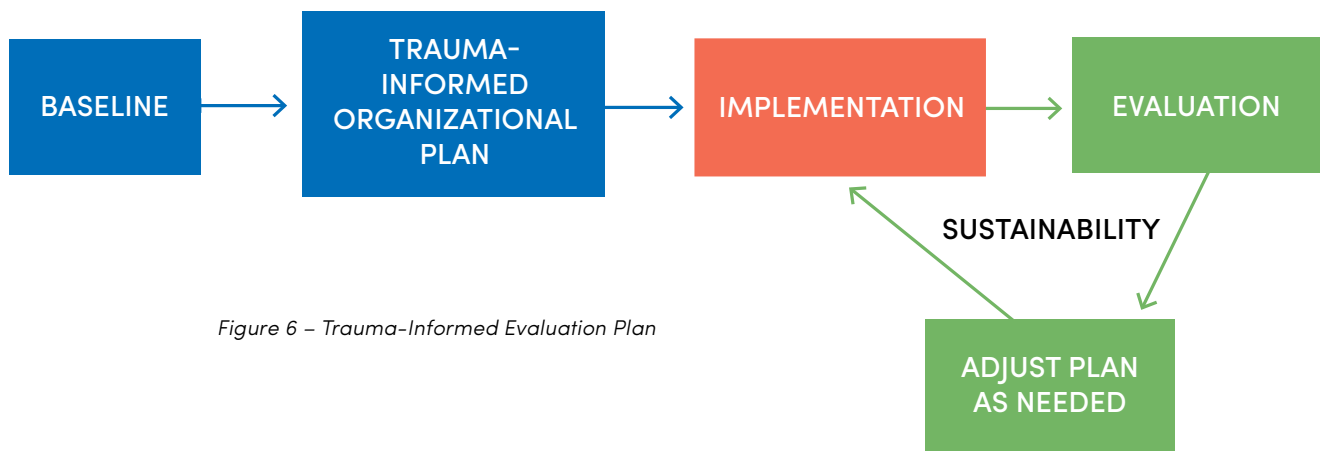 BASELINE
TRAUMA-
INFORMED
ORGANIZATIONAL
PLAN
IMPLEMENTATION
EVALUATION
SUSTAINABILITY
ADJUST PLAN
AS NEEDED
Figure 6 – Trauma-Informed Evaluation Plan